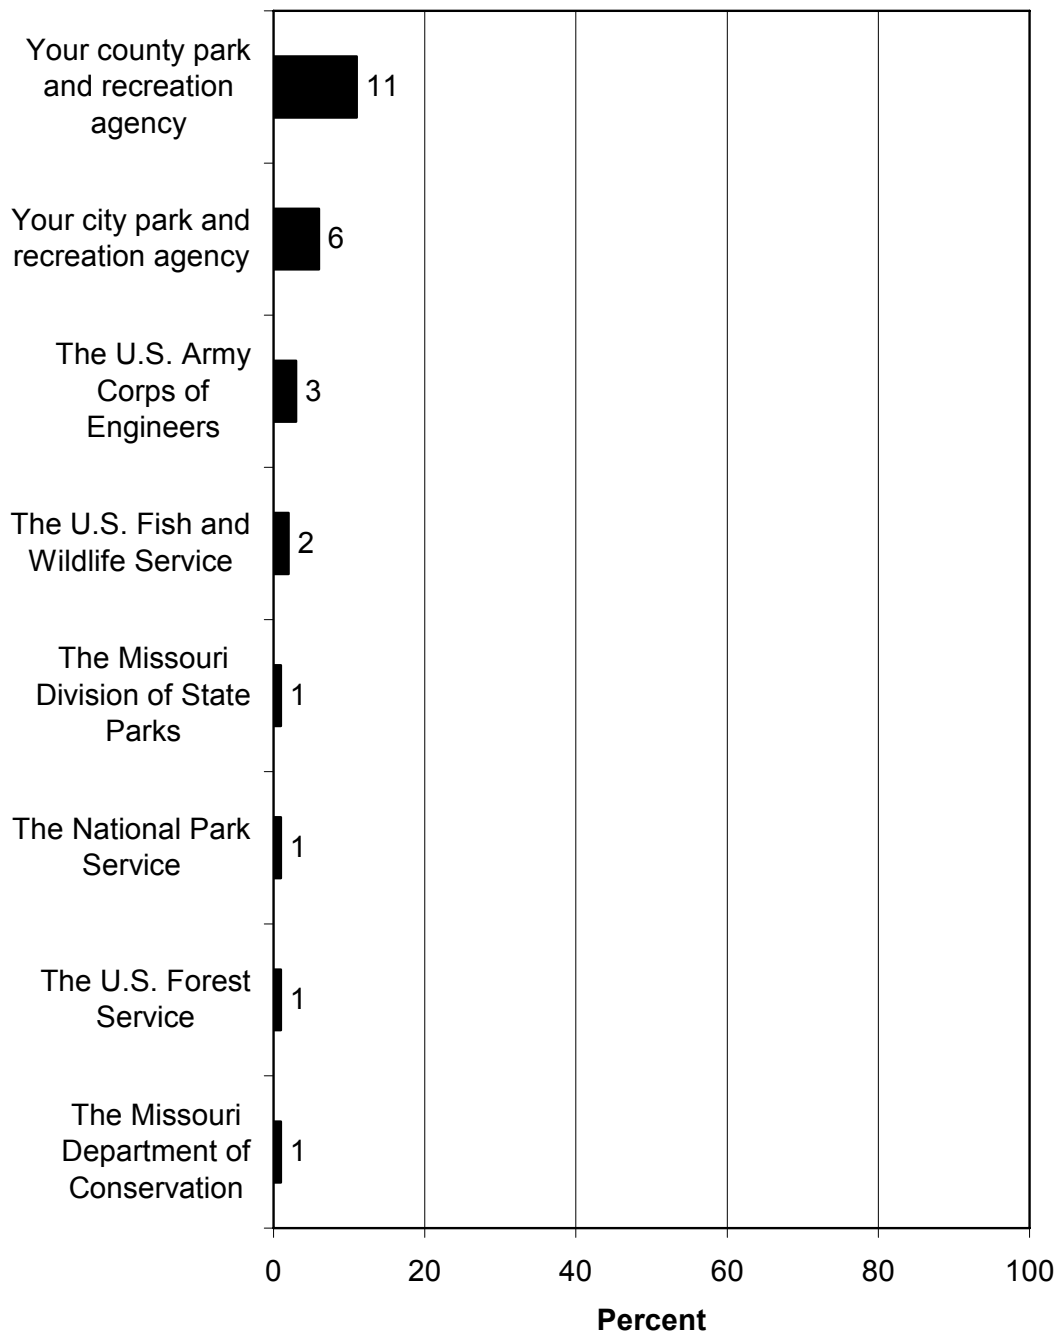 Your county park
and recreation
agency
11
Your city park and
recreation agency
6
The U.S. Army
Corps of
Engineers
3
The U.S. Fish and
Wildlife Service
2
The Missouri
Division of State
Parks
1
The National Park
Service
1
The U.S. Forest
Service
1
The Missouri
Department of
Conservation
1
0 20 40 60 80 100
Percent